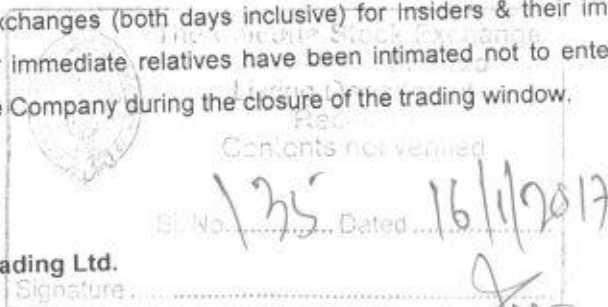 xchanges (both days inclusive) for Insiders & their im
The Calcutta Stock Exchange
immediate relatives have been intimated not to ente
Company during the closure of the trading window.
Contents not verified
Sl. No. 135 Dated 16/1/2017
ading Ltd.
Signature